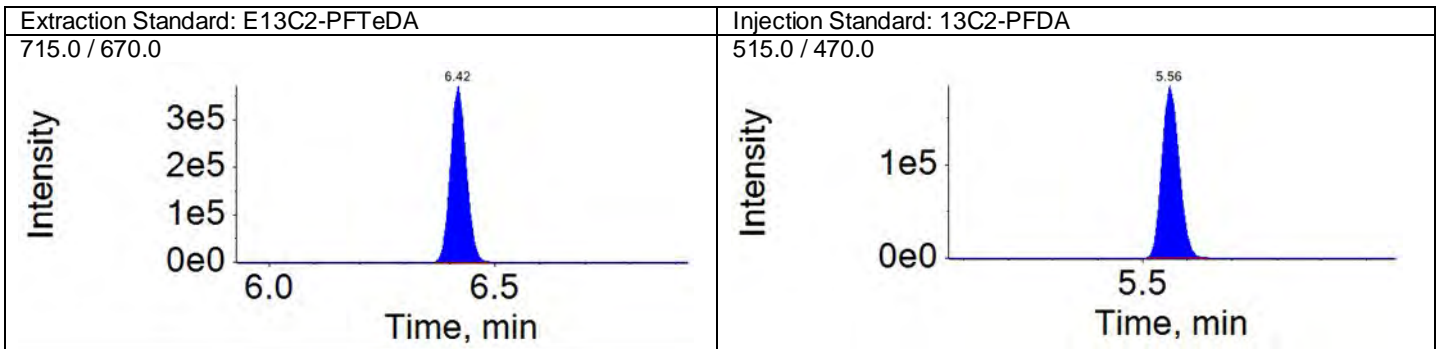 Extraction Standard: E13C2-PFTeDA
715.0 / 670.0
6.42
3e5
2e5
1e5
0e0
Intensity
6.0 6.5
Time, min
Injection Standard: 13C2-PFDA
515.0 / 470.0
5.56
1e5
0e0
Intensity
5.5
Time, min